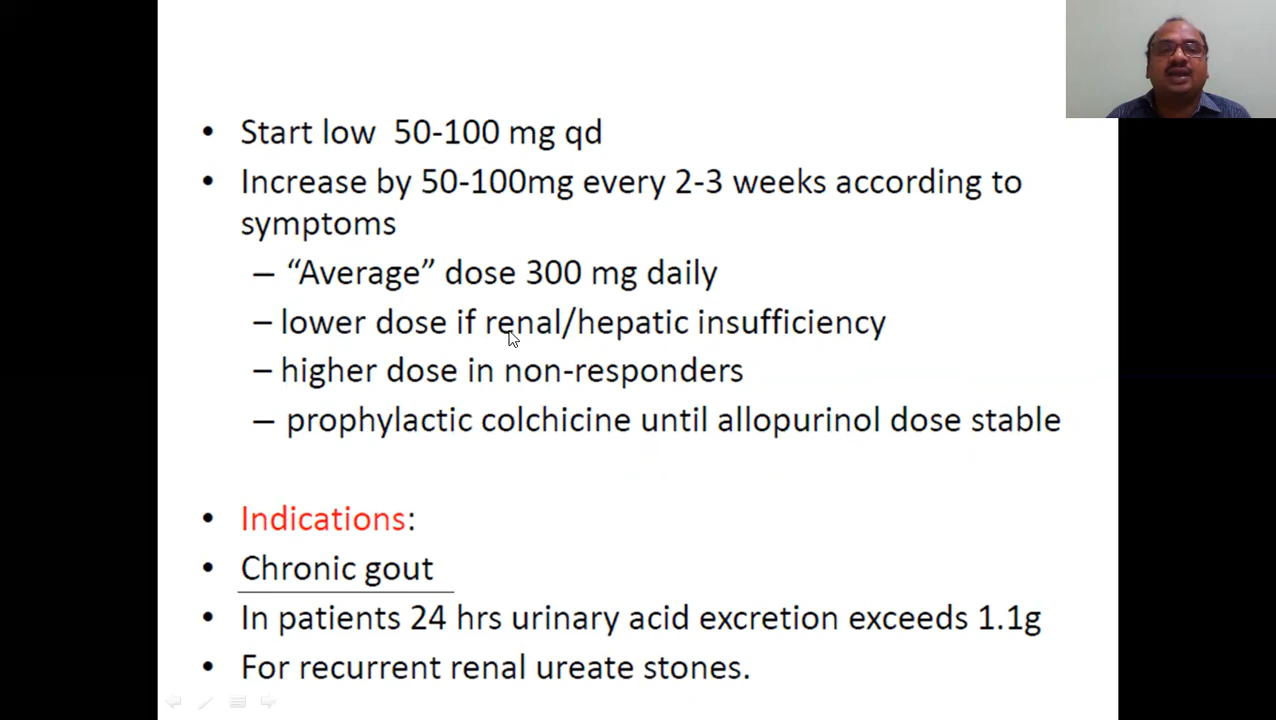 • Start low 50-100 mg qd
• Increase by 50-100mg every 2-3 weeks according to
symptoms
– “Average” dose 300 mg daily
– lower dose if renal/hepatic insufficiency
– higher dose in non-responders
– prophylactic colchicine until allopurinol dose stable
• Indications:
• Chronic gout
• In patients 24 hrs urinary acid excretion exceeds 1.1g
• For recurrent renal ureate stones.